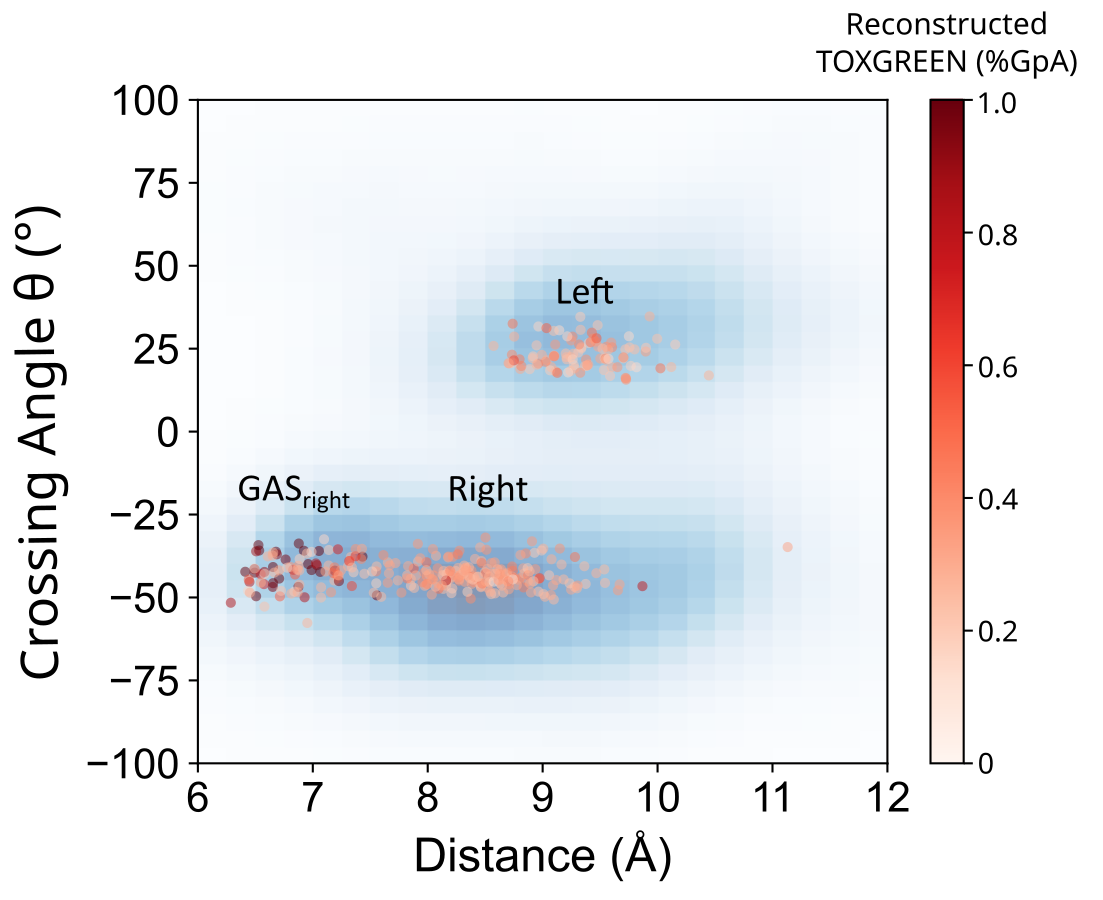 Reconstructed
TOXGREEN (%GpA)
100
75
50
25
0
−25
−50
−75
−100
Crossing Angle θ (°)
Left
GASright
Right
6 7 8 9 10 11 12
Distance (Å)
1.0
0.8
0.6
0.4
0.2
0